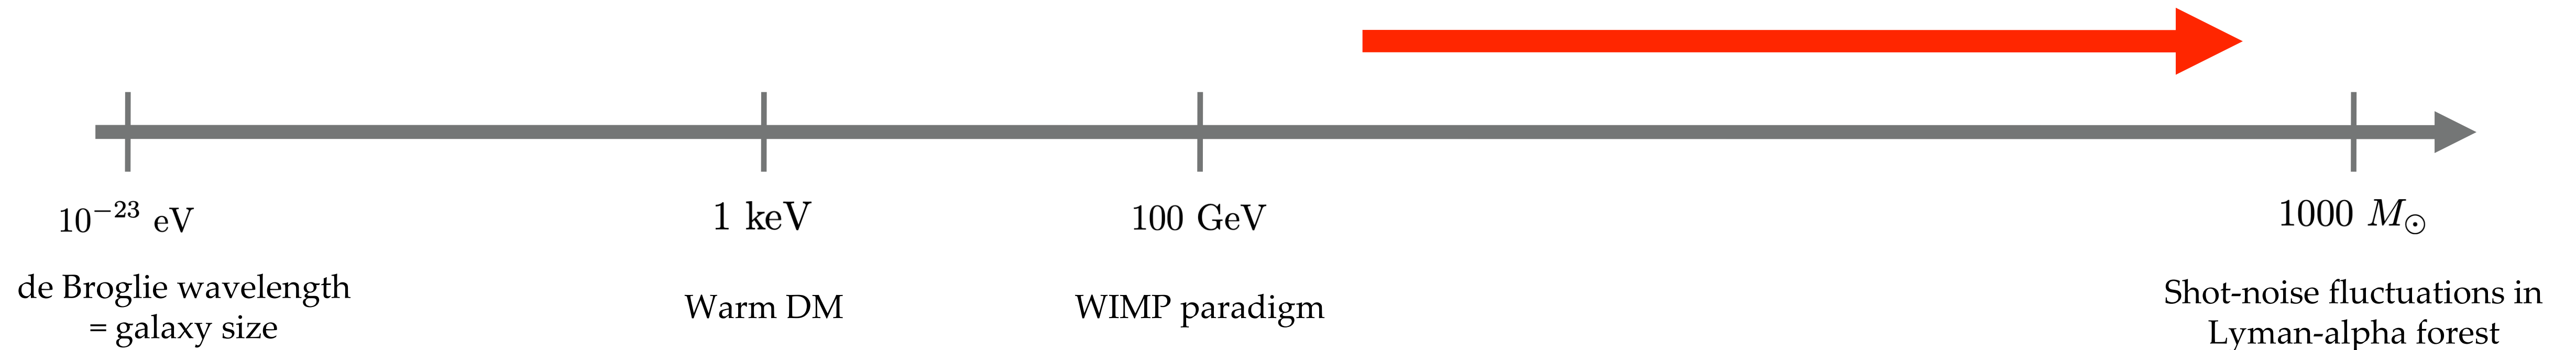 10⁻²³ eV
1 keV
100 GeV
1000 M☉
de Broglie wavelength
= galaxy size
Warm DM
WIMP paradigm
Shot-noise fluctuations in
Lyman-alpha forest